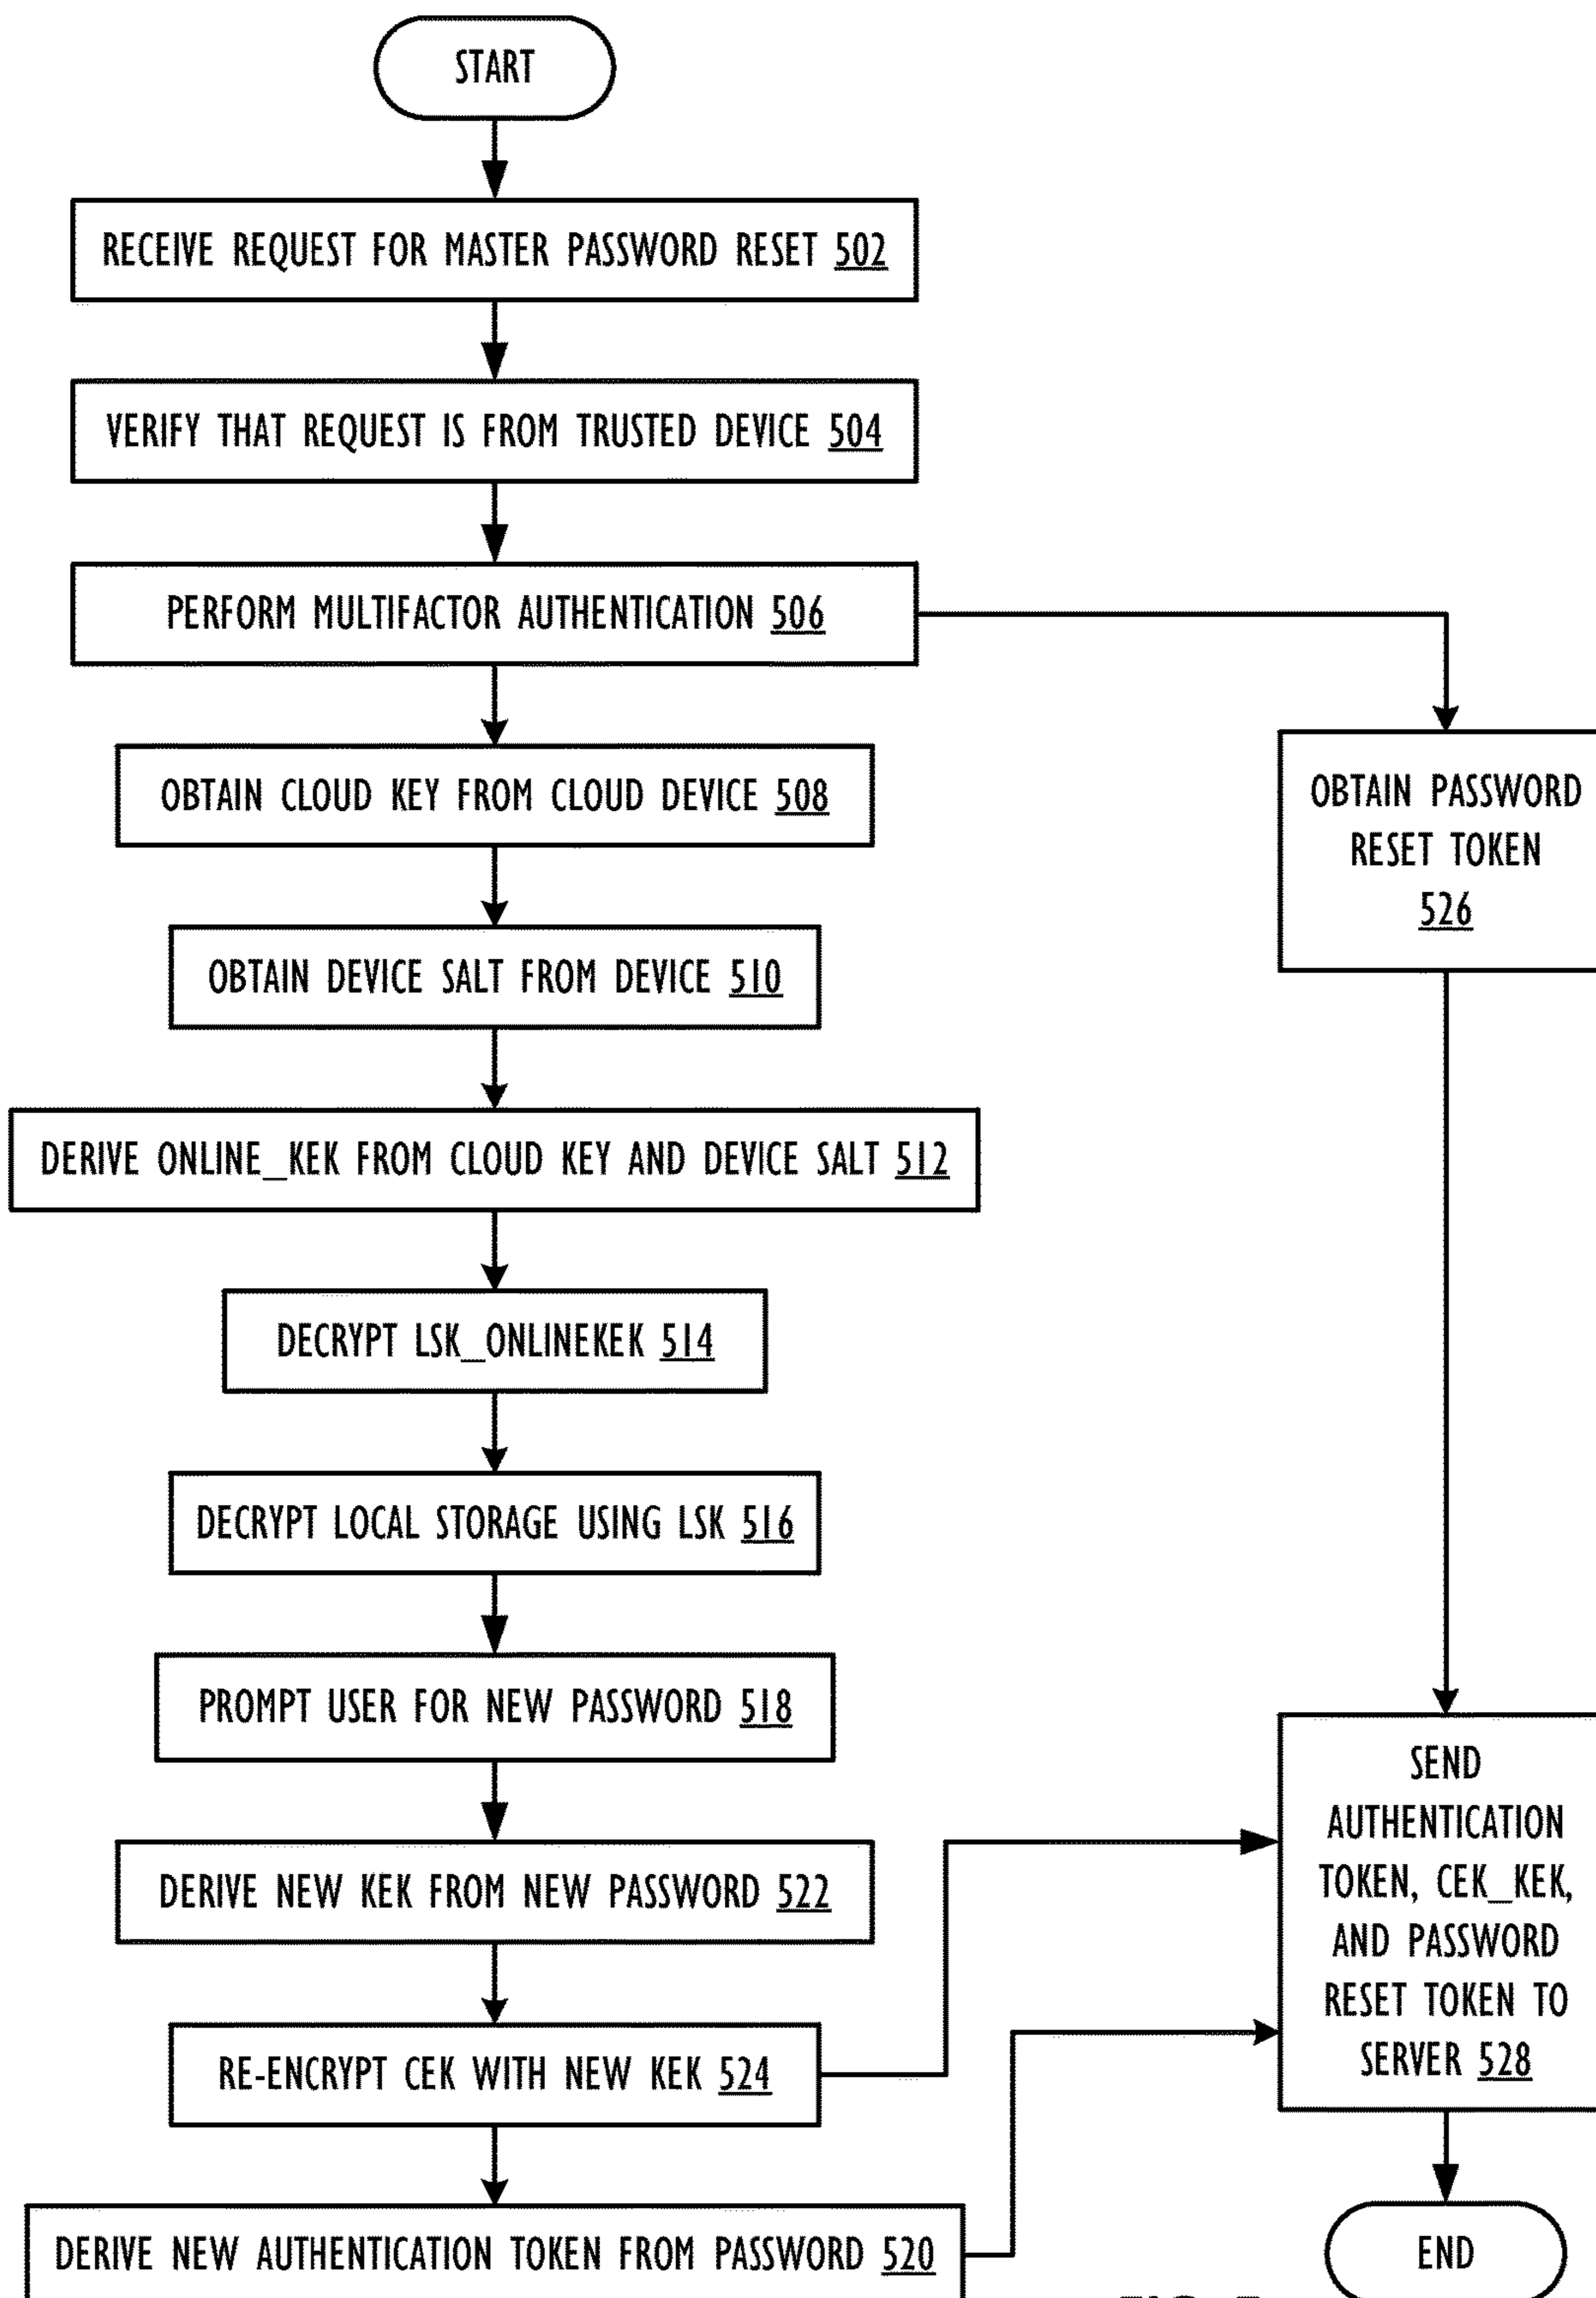 START
RECEIVE REQUEST FOR MASTER PASSWORD RESET 502
VERIFY THAT REQUEST IS FROM TRUSTED DEVICE 504
PERFORM MULTIFACTOR AUTHENTICATION 506
OBTAIN CLOUD KEY FROM CLOUD DEVICE 508
OBTAIN DEVICE SALT FROM DEVICE 510
DERIVE ONLINE_KEK FROM CLOUD KEY AND DEVICE SALT 512
DECRYPT LSK_ONLINEKEK 514
DECRYPT LOCAL STORAGE USING LSK 516
PROMPT USER FOR NEW PASSWORD 518
DERIVE NEW KEK FROM NEW PASSWORD 522
RE-ENCRYPT CEK WITH NEW KEK 524
DERIVE NEW AUTHENTICATION TOKEN FROM PASSWORD 520
OBTAIN PASSWORD
RESET TOKEN
526
SEND
AUTHENTICATION
TOKEN, CEK_KEK,
AND PASSWORD
RESET TOKEN TO
SERVER 528
END